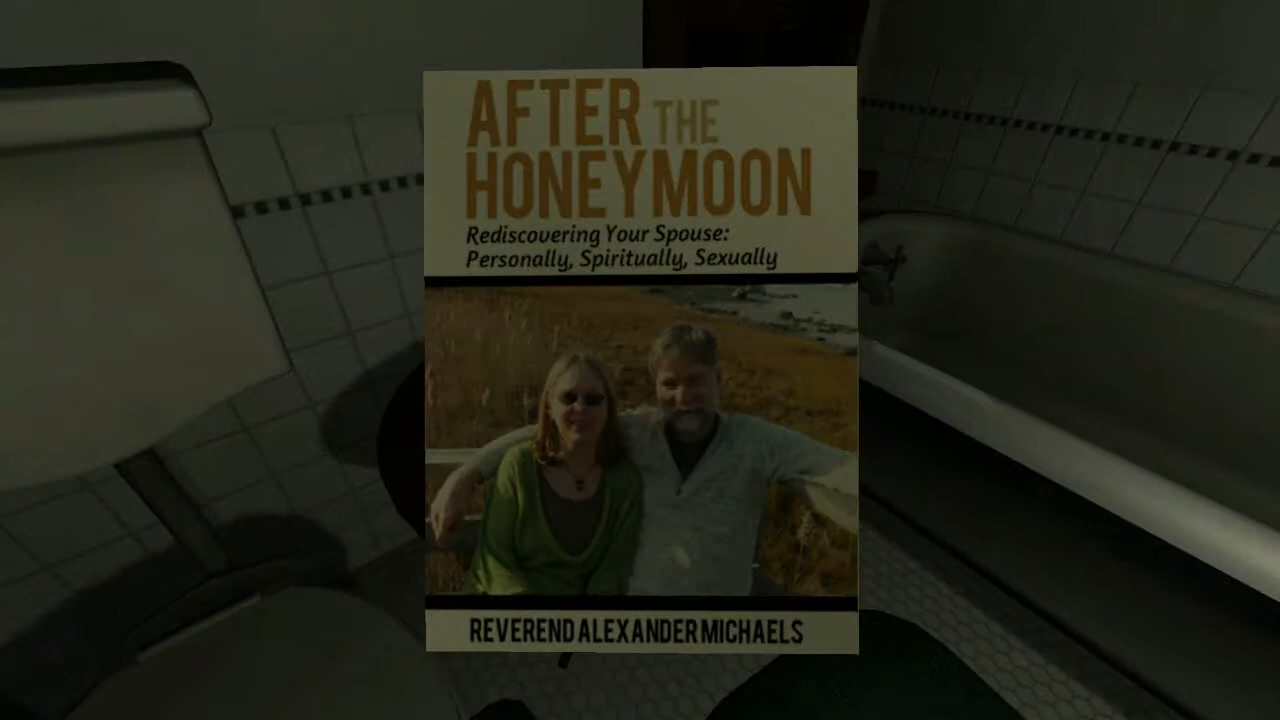 AFTER THE
HONEYMOON
Rediscovering Your Spouse:
Personally, Spiritually, Sexually
REVEREND ALEXANDER MICHAELS